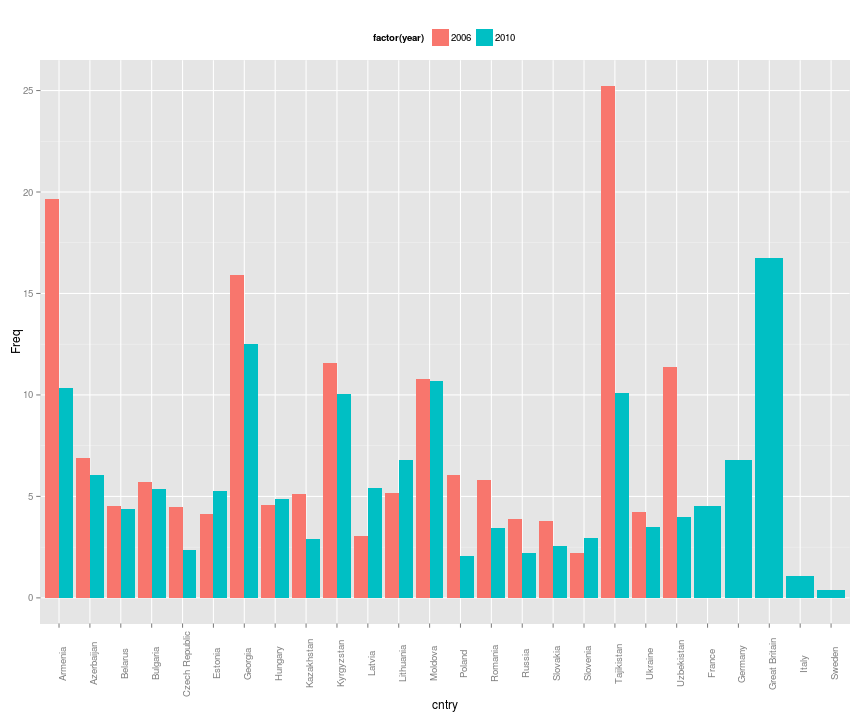 factor(year) 2006 2010
Freq
25
20
15
10
5
0
Armenia
Azerbaijan
Belarus
Bulgaria
Czech Republic
Estonia
Georgia
Hungary
Kazakhstan
Kyrgyzstan
Latvia
Lithuania
Moldova
Poland
Romania
Russia
Slovakia
Slovenia
Tajikistan
Ukraine
Uzbekistan
France
Germany
Great Britain
Italy
Sweden
cntry